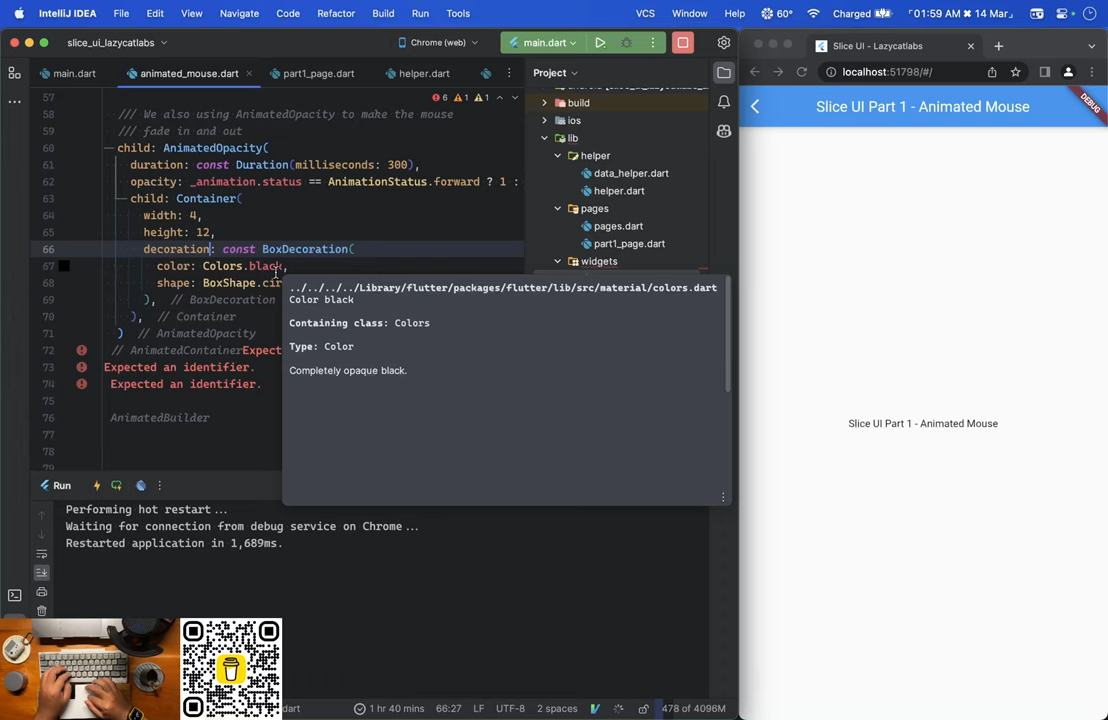 IntelliJ IDEA File Edit View Navigate Code Refactor Build Run Tools VCS Window Help 60° Charged 01:59 AM ✖ 14 Mar
slice_ui_lazycatlabs Chrome (web) main.dart
Slice UI - Lazycatlabs
main.dart animated_mouse.dart part1_page.dart helper.dart Project
localhost:51798/#/
57 6 1 1
58 /// We also using AnimatedOpacity to make the mouse
59 /// fade in and out
60 child: AnimatedOpacity(
61 duration: const Duration(milliseconds: 300),
62 opacity: _animation.status == AnimationStatus.forward ? 1 :
63 child: Container(
64 width: 4,
65 height: 12,
66 decoration: const BoxDecoration(
67 color: Colors.black,
68 shape: BoxShape.cir
69 ), // BoxDecoration
70 ), // Container
71 ) // AnimatedOpacity
72 // AnimatedContainerExpect
73 Expected an identifier.
74 Expected an identifier.
75
76 AnimatedBuilder
77
78
79
build
ios
lib
helper
data_helper.dart
helper.dart
pages
pages.dart
part1_page.dart
widgets
../../../../Library/flutter/packages/flutter/lib/src/material/colors.dart
Color black
Containing class: Colors
Type: Color
Completely opaque black.
Run
Performing hot restart...
Waiting for connection from debug service on Chrome...
Restarted application in 1,689ms.
dart 1 hr 40 mins 66:27 LF UTF-8 2 spaces 478 of 4096M
Slice UI Part 1 - Animated Mouse
DEBUG
Slice UI Part 1 - Animated Mouse